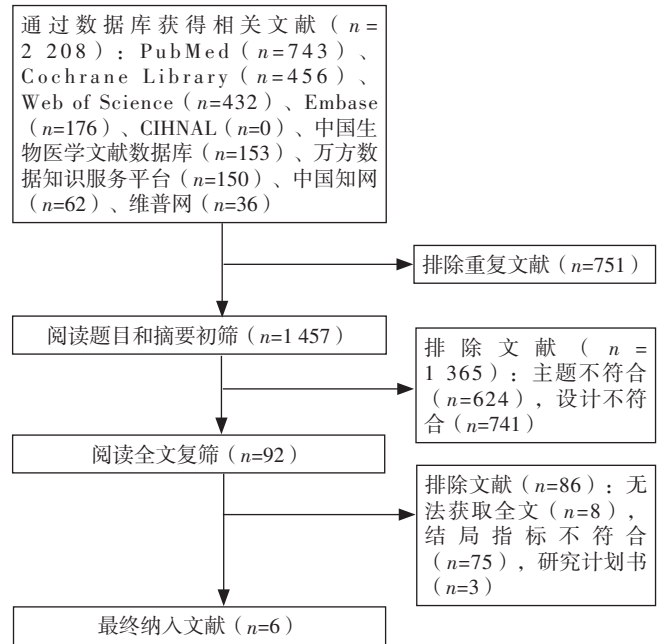 通过数据库获得相关文献（n=
2 208）：PubMed（n=743）、
Cochrane Library（n=456）、
Web of Science（n=432）、Embase
（n=176）、CIHNAL（n=0）、中国生
物医学文献数据库（n=153）、万方数
据知识服务平台（n=150）、中国知网
（n=62）、维普网（n=36）
排除重复文献（n=751）
阅读题目和摘要初筛（n=1 457）
排除文献（n=
1 365）：主题不符合
（n=624），设计不符
合（n=741）
阅读全文复筛（n=92）
排除文献（n=86）：无
法获取全文（n=8），
结局指标不符合
（n=75），研究计划书
（n=3）
最终纳入文献（n=6）